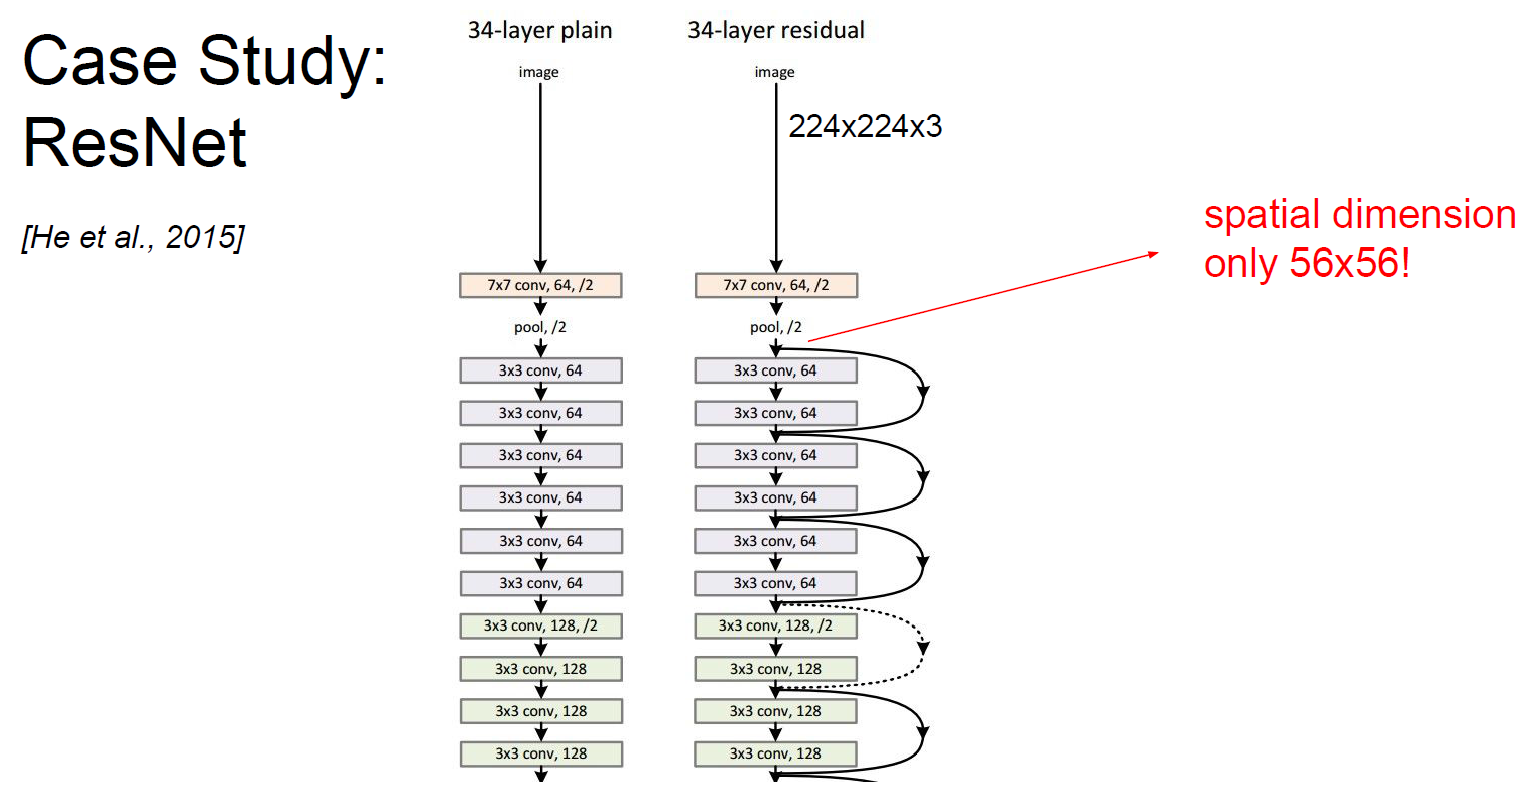 Case Study:
ResNet
[He et al., 2015]
34-layer plain
image
7x7 conv, 64, /2
pool, /2
3x3 conv, 64
3x3 conv, 64
3x3 conv, 64
3x3 conv, 64
3x3 conv, 64
3x3 conv, 64
3x3 conv, 128, /2
3x3 conv, 128
3x3 conv, 128
3x3 conv, 128
34-layer residual
image
224x224x3
7x7 conv, 64, /2
pool, /2
3x3 conv, 64
3x3 conv, 64
3x3 conv, 64
3x3 conv, 64
3x3 conv, 64
3x3 conv, 64
3x3 conv, 128, /2
3x3 conv, 128
3x3 conv, 128
3x3 conv, 128
spatial dimension
only 56x56!